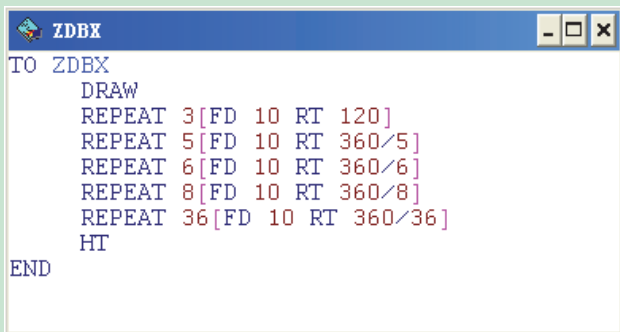 ZDBX
TO ZDBX
DRAW
REPEAT 3[FD 10 RT 120]
REPEAT 5[FD 10 RT 360/5]
REPEAT 6[FD 10 RT 360/6]
REPEAT 8[FD 10 RT 360/8]
REPEAT 36[FD 10 RT 360/36]
HT
END